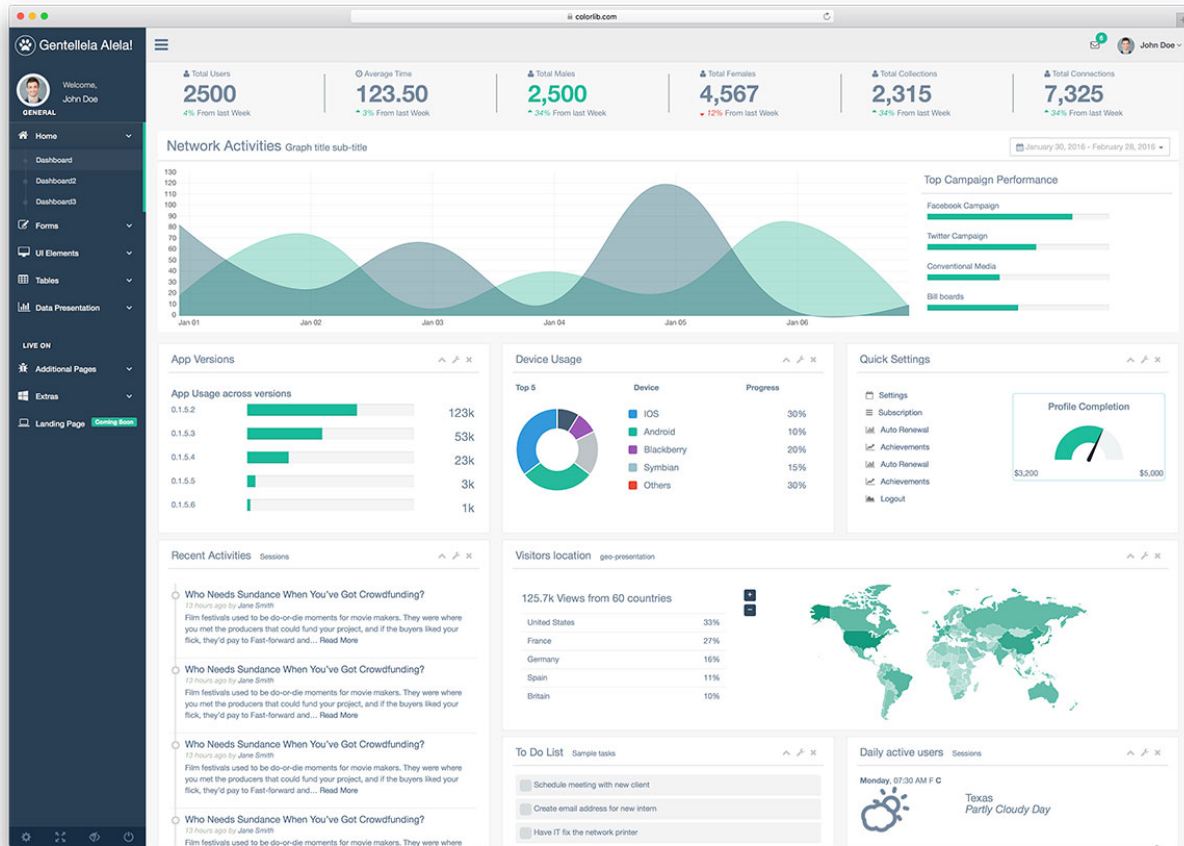 colorlib.com
Gentellela Alela!
Welcome,
John Doe
GENERAL
Home
Dashboard
Dashboard2
Dashboard3
Forms
UI Elements
Tables
Data Presentation
LIVE ON
Additional Pages
Extras
Landing Page Coming Soon
6
John Doe
Total Users
2500
4% From last Week
Average Time
123.50
3% From last Week
Total Males
2,500
34% From last Week
Total Females
4,567
12% From last Week
Total Collections
2,315
34% From last Week
Total Connections
7,325
34% From last Week
Network Activities Graph title sub-title
January 30, 2016 - February 28, 2016
130
120
110
100
90
80
70
60
50
40
30
20
10
0
Jan 01 Jan 02 Jan 03 Jan 04 Jan 05 Jan 06
Top Campaign Performance
Facebook Campaign
Twitter Campaign
Conventional Media
Bill boards
App Versions
App Usage across versions
0.1.5.2 123k
0.1.5.3 53k
0.1.5.4 23k
0.1.5.5 3k
0.1.5.6 1k
Device Usage
Top 5 Device Progress
IOS 30%
Android 10%
Blackberry 20%
Symbian 15%
Others 30%
Quick Settings
Settings
Subscription
Auto Renewal
Achievements
Auto Renewal
Achievements
Logout
Profile Completion
$3,200 $5,000
Recent Activities Sessions
Who Needs Sundance When You've Got Crowdfunding?
13 hours ago by Jane Smith
Film festivals used to be do-or-die moments for movie makers. They were where
you met the producers that could fund your project, and if the buyers liked your
flick, they'd pay to Fast-forward and... Read More
Who Needs Sundance When You've Got Crowdfunding?
13 hours ago by Jane Smith
Film festivals used to be do-or-die moments for movie makers. They were where
you met the producers that could fund your project, and if the buyers liked your
flick, they'd pay to Fast-forward and... Read More
Who Needs Sundance When You've Got Crowdfunding?
13 hours ago by Jane Smith
Film festivals used to be do-or-die moments for movie makers. They were where
you met the producers that could fund your project, and if the buyers liked your
flick, they'd pay to Fast-forward and... Read More
Who Needs Sundance When You've Got Crowdfunding?
13 hours ago by Jane Smith
Film festivals used to be do-or-die moments for movie makers. They were where
Visitors location geo-presentation
125.7k Views from 60 countries
United States 33%
France 27%
Germany 16%
Spain 11%
Britain 10%
+
−
To Do List Sample tasks
Schedule meeting with new client
Create email address for new intern
Have IT fix the network printer
Daily active users Sessions
Monday, 07:30 AM F C
Texas
Partly Cloudy Day